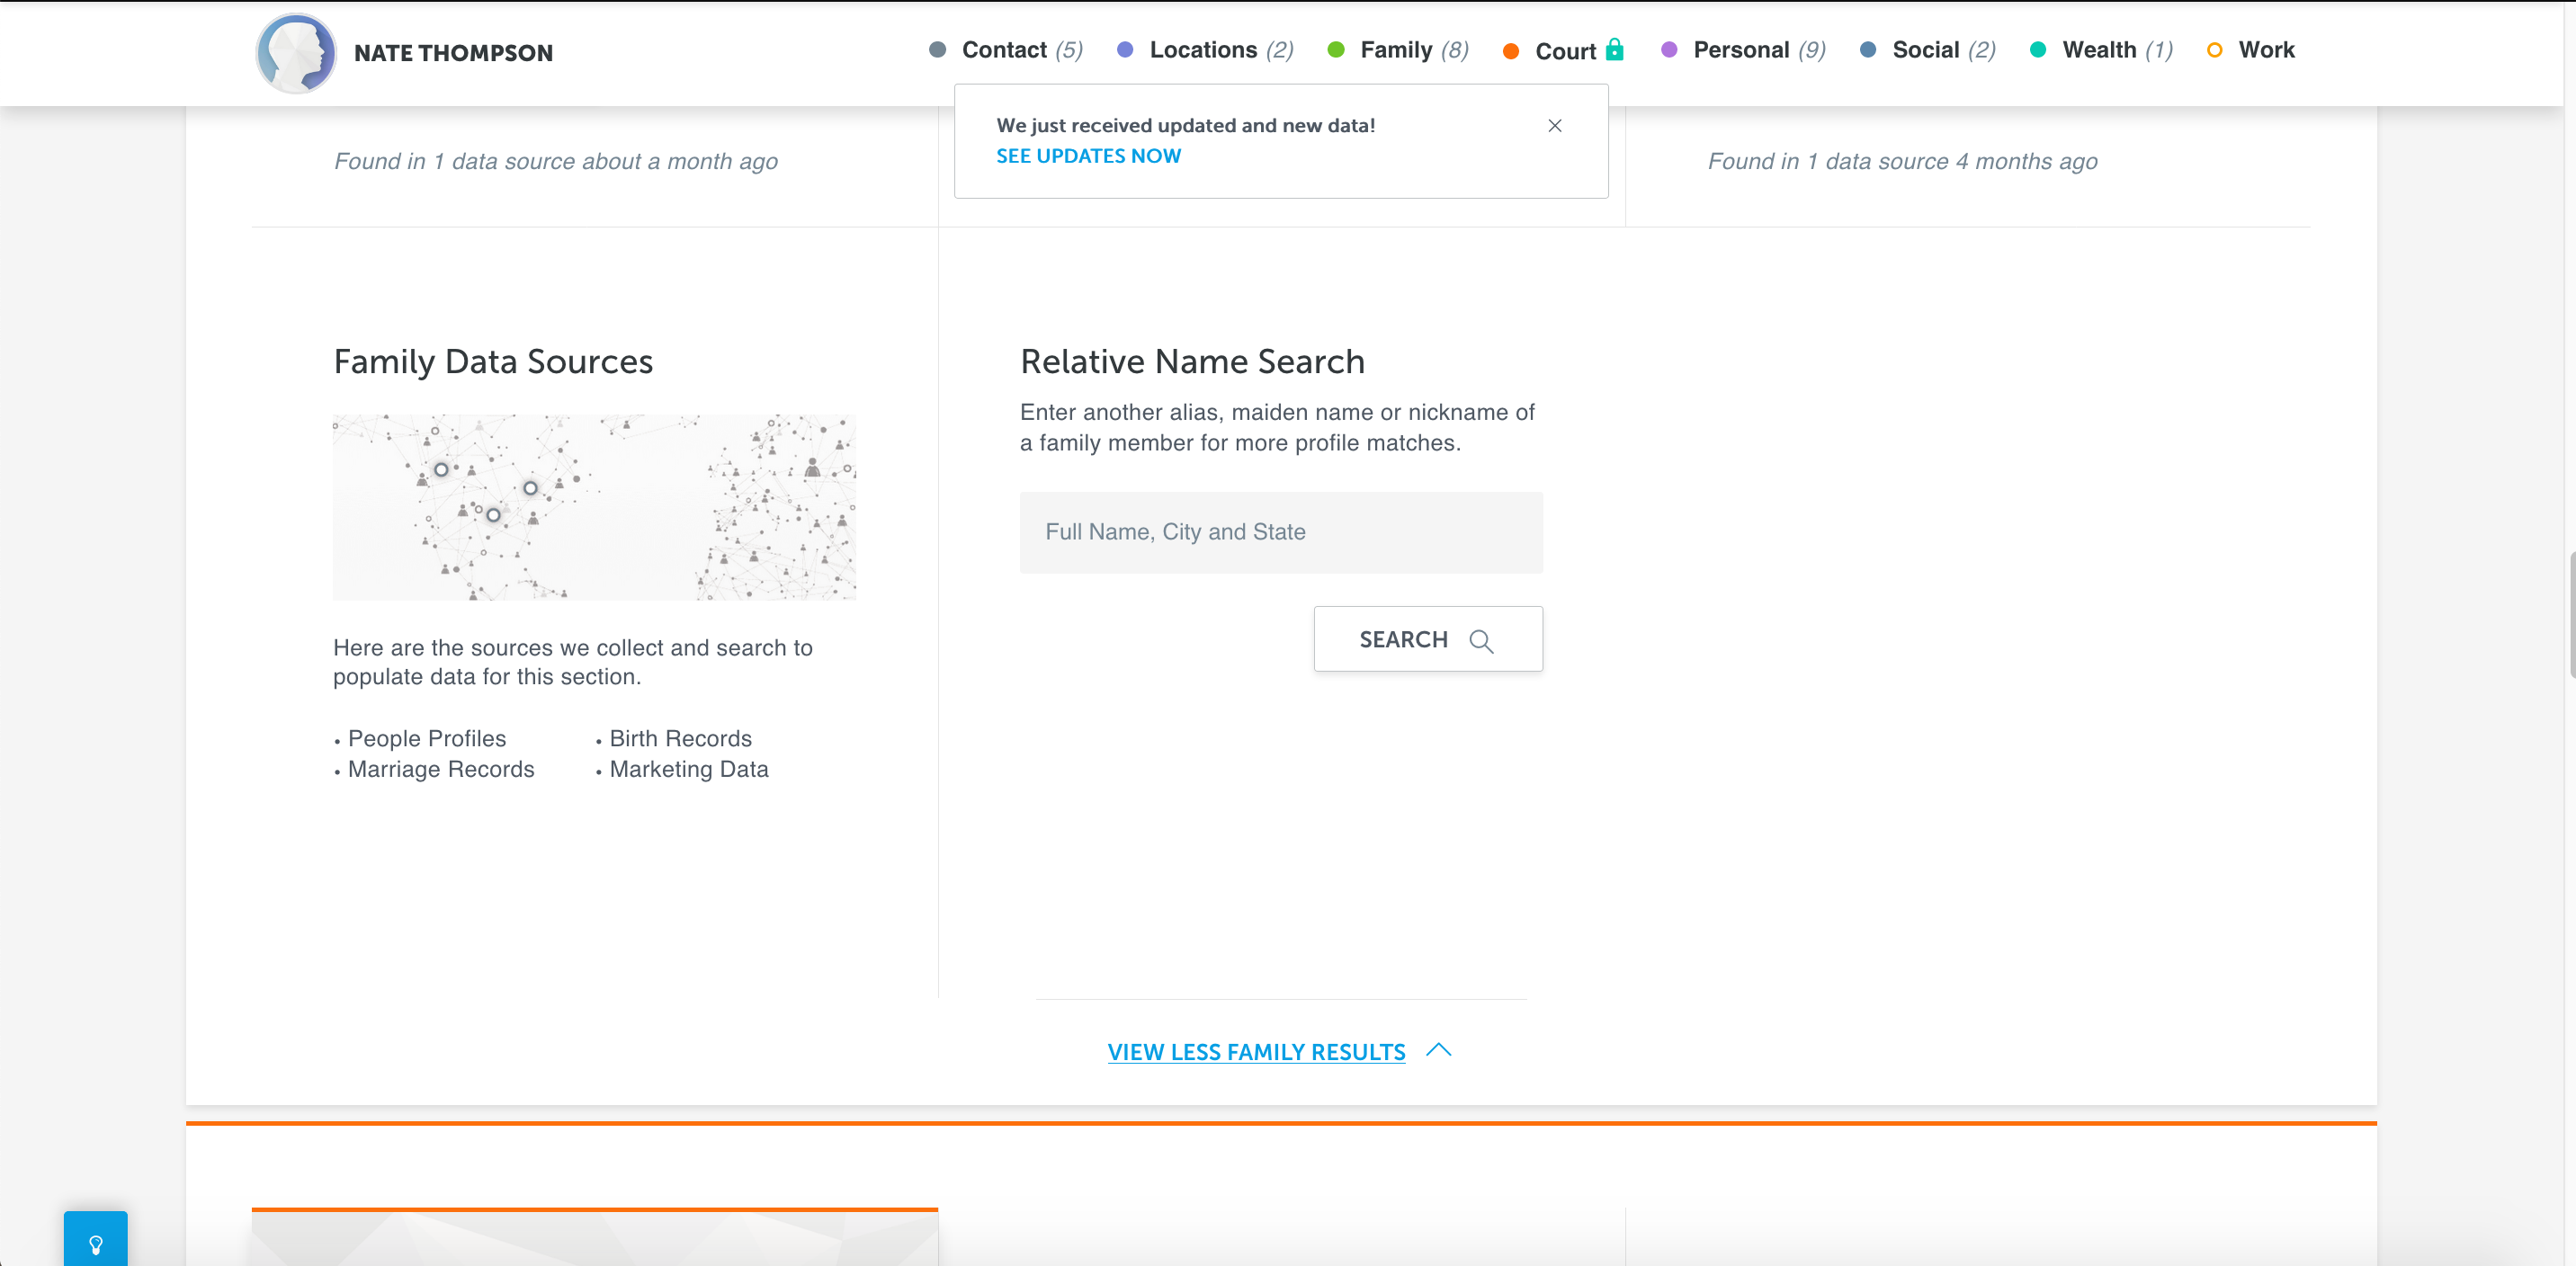 NATE THOMPSON
Contact (5) Locations (2) Family (8) Court Personal (9) Social (2) Wealth (1) Work
We just received updated and new data!
SEE UPDATES NOW
Found in 1 data source about a month ago
Found in 1 data source 4 months ago
Family Data Sources
Here are the sources we collect and search to
populate data for this section.
• People Profiles
• Marriage Records
• Birth Records
• Marketing Data
Relative Name Search
Enter another alias, maiden name or nickname of
a family member for more profile matches.
Full Name, City and State
SEARCH
VIEW LESS FAMILY RESULTS